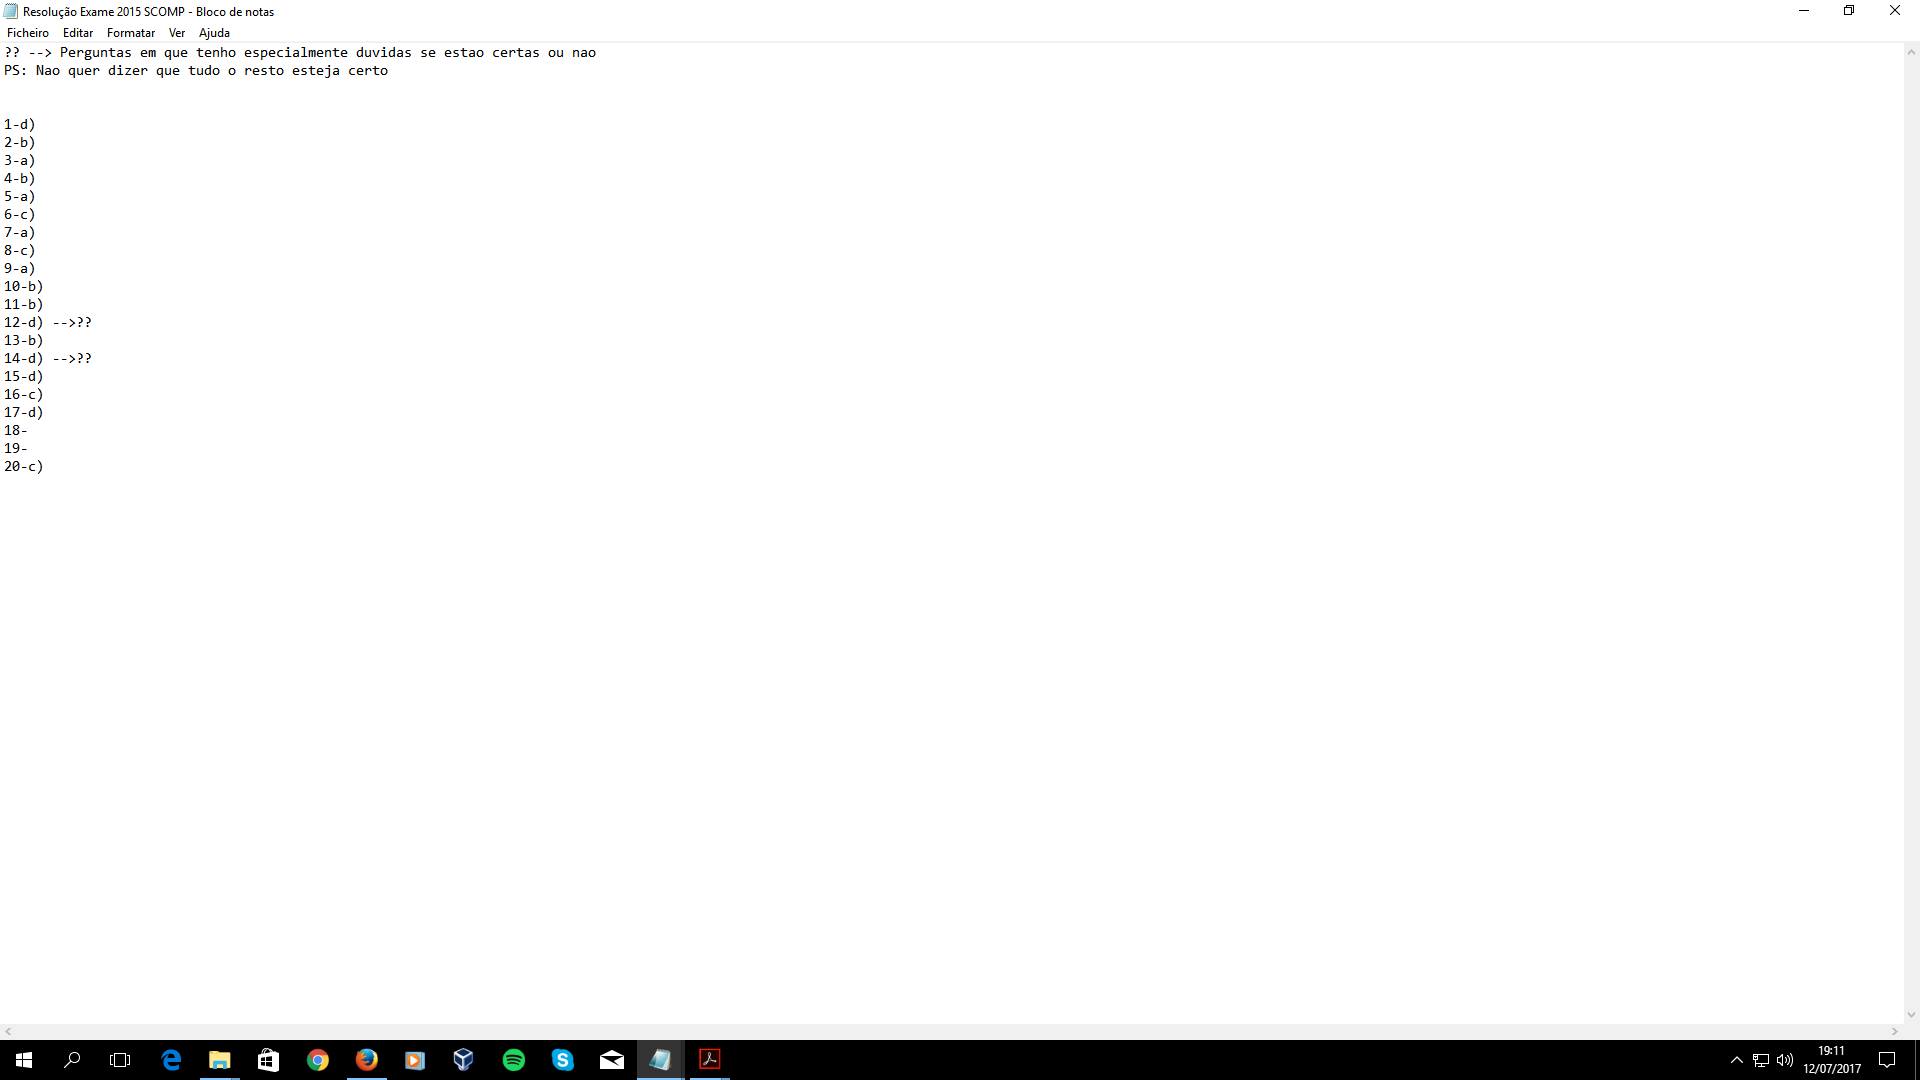 Resolução Exame 2015 SCOMP - Bloco de notas
Ficheiro Editar Formatar Ver Ajuda
?? --> Perguntas em que tenho especialmente duvidas se estao certas ou nao
PS: Nao quer dizer que tudo o resto esteja certo
1-d)
2-b)
3-a)
4-b)
5-a)
6-c)
7-a)
8-c)
9-a)
10-b)
11-b)
12-d) -->??
13-b)
14-d) -->??
15-d)
16-c)
17-d)
18-
19-
20-c)
19:11
12/07/2017